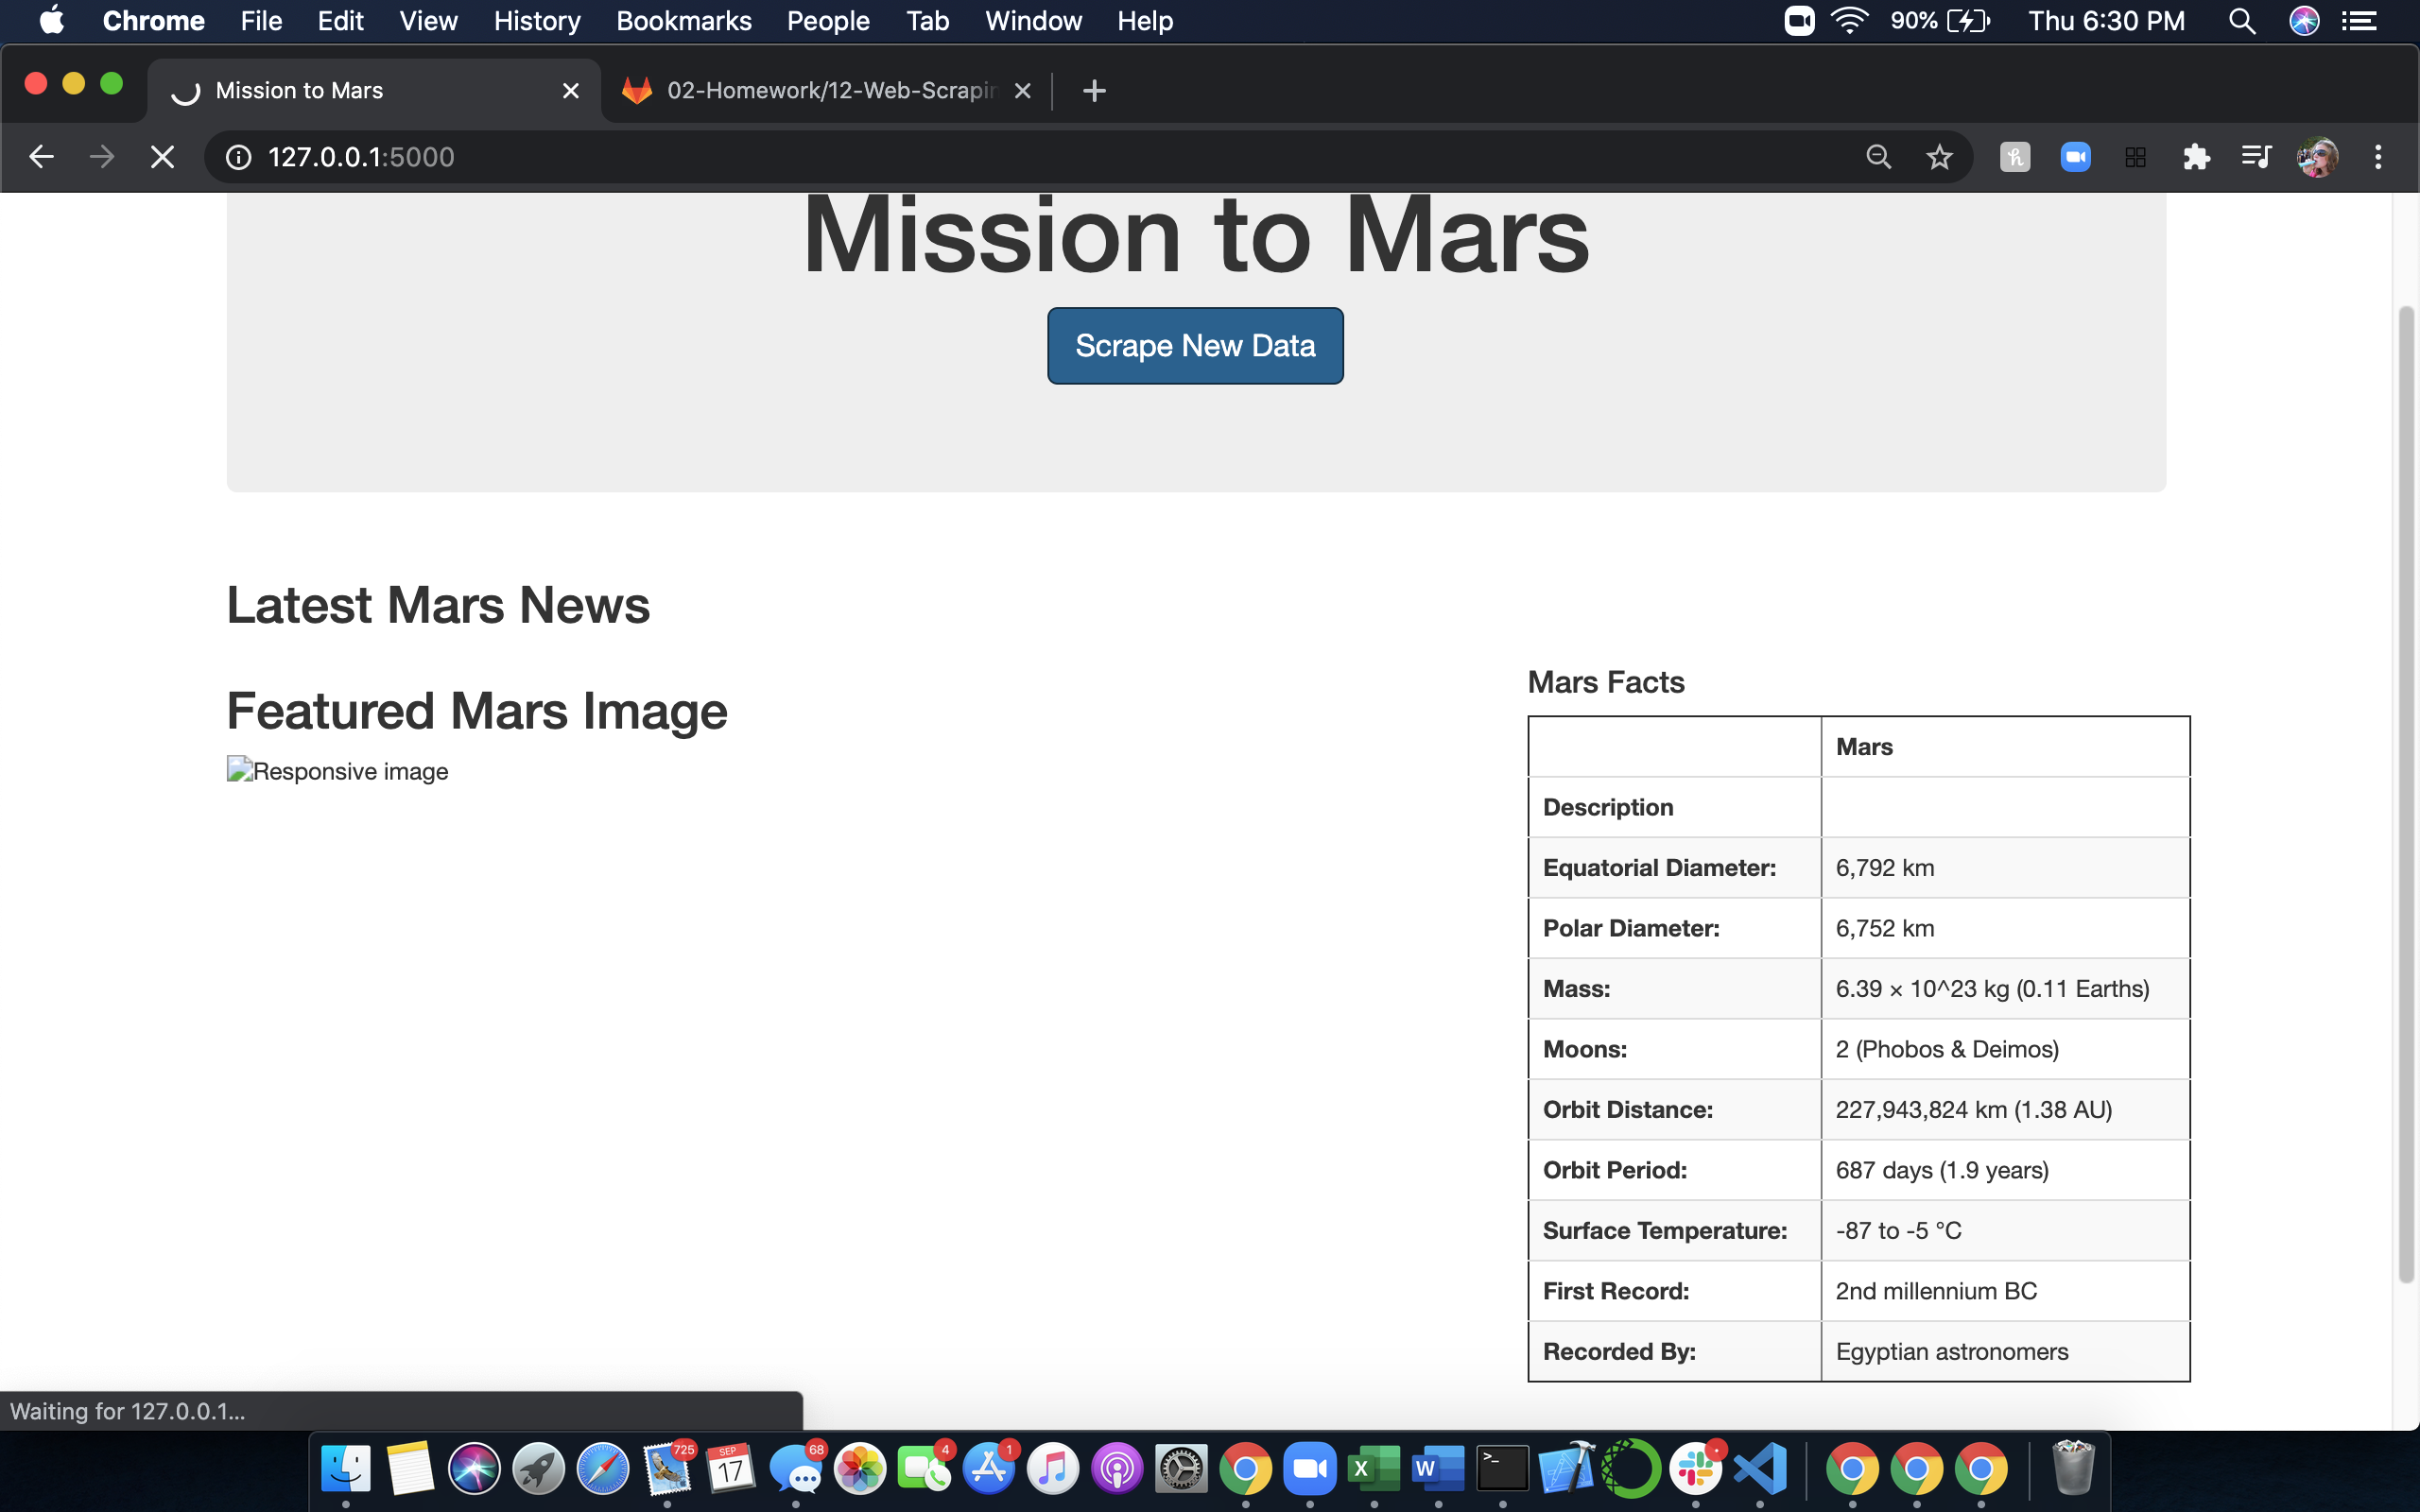 Chrome File Edit View History Bookmarks People Tab Window Help 90% Thu 6:30 PM
Mission to Mars 02-Homework/12-Web-Scrapin
127.0.0.1:5000
Mission to Mars
Scrape New Data
Latest Mars News
Featured Mars Image
Responsive image
Mars Facts
Mars
Description
Equatorial Diameter: 6,792 km
Polar Diameter: 6,752 km
Mass: 6.39 × 10^23 kg (0.11 Earths)
Moons: 2 (Phobos & Deimos)
Orbit Distance: 227,943,824 km (1.38 AU)
Orbit Period: 687 days (1.9 years)
Surface Temperature: -87 to -5 °C
First Record: 2nd millennium BC
Recorded By: Egyptian astronomers
Waiting for 127.0.0.1...
725 SEP 17 68 4 1 X W >_